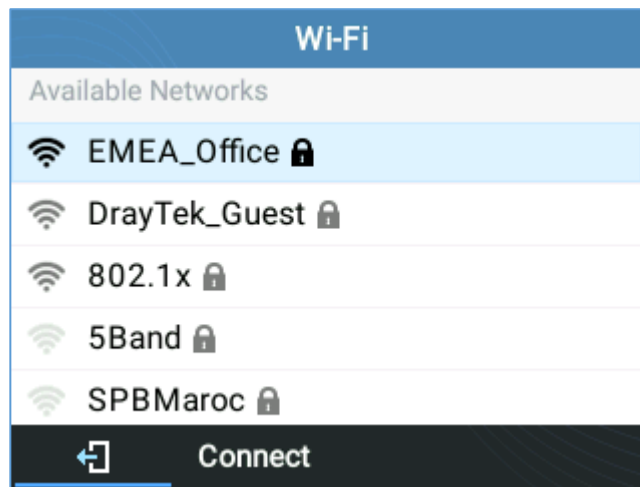 Wi-Fi
Available Networks
EMEA_Office
DrayTek_Guest
802.1x
5Band
SPBMaroc
Connect